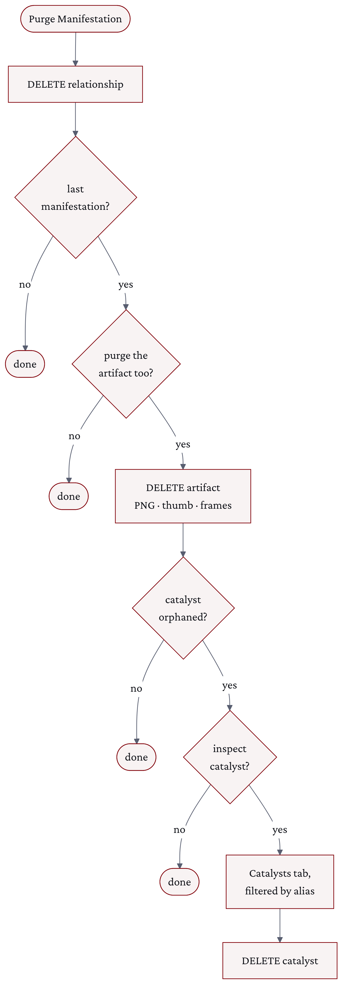 Purge Manifestation
DELETE relationship
last
manifestation?
no
yes
purge the
artifact too?
done
no
yes
DELETE artifact
PNG · thumb · frames
done
catalyst
orphaned?
no
yes
inspect
catalyst?
done
no
yes
Catalysts tab,
filtered by alias
done
DELETE catalyst